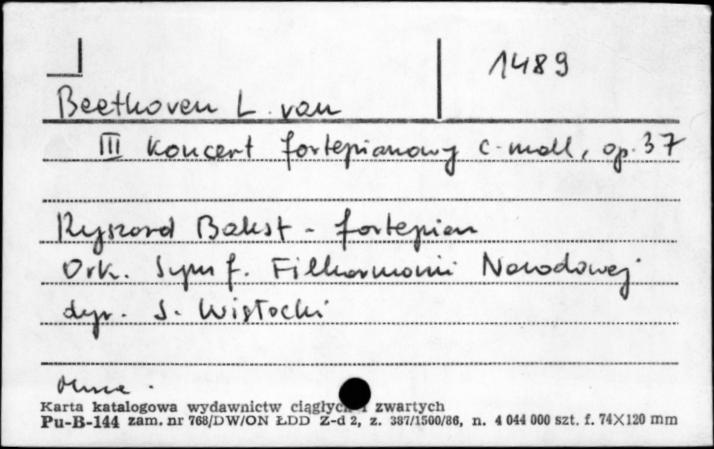 1489
Beethoven L. van
III koncert fortepianowy c-moll, op. 37
Ryszard Bakst - fortepian
Ork. Symf. Filharmonii Narodowej
dyr. S. Wisłocki
Karta katalogowa wydawnictw ciągłych i zwartych
Pu-B-144 zam. nr 768/DW/ON ŁDD Z-d 2, z. 387/1500/86, n. 4 044 000 szt. f. 74X120 mm